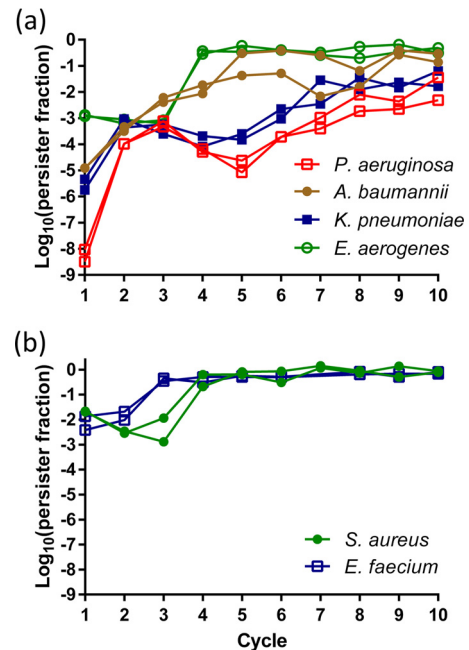 (a)
Log10(persister fraction)
0
-1
-2
-3
-4
-5
-6
-7
-8
-9
1 2 3 4 5 6 7 8 9 10
P. aeruginosa
A. baumannii
K. pneumoniae
E. aerogenes
(b)
Log10(persister fraction)
0
-1
-2
-3
-4
-5
-6
-7
-8
-9
S. aureus
E. faecium
1 2 3 4 5 6 7 8 9 10
Cycle